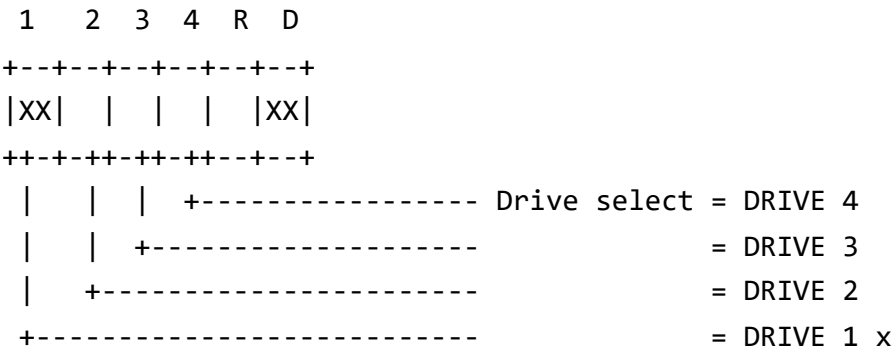 1   2  3  4  R  D
+--+--+--+--+--+--+
|XX|  |  |  |  |XX|
++-+-++-++-++--+--+
 |   |  |  +----------------- Drive select = DRIVE 4
 |   |  +--------------------              = DRIVE 3
 |   +-----------------------              = DRIVE 2
 +---------------------------              = DRIVE 1 x